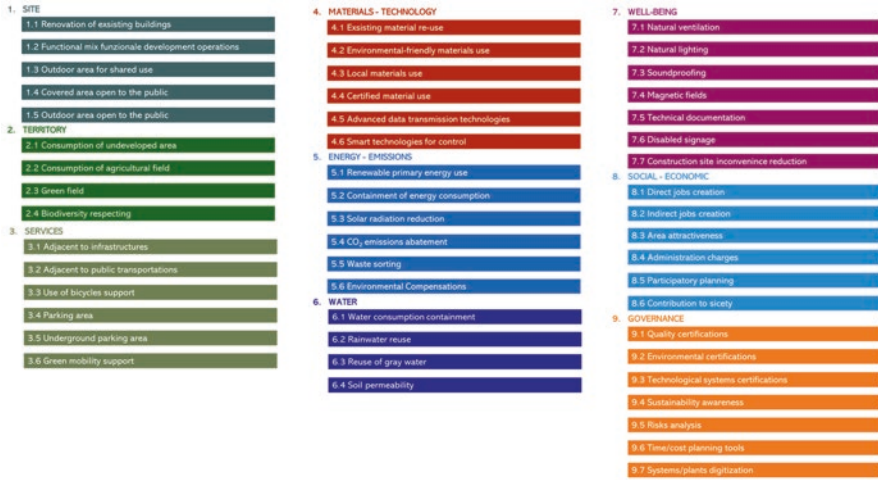 1. SITE
1.1 Renovation of exsisting buildings
1.2 Functional mix funzionale development operations
1.3 Outdoor area for shared use
1.4 Covered area open to the public
1.5 Outdoor area open to the public
2. TERRITORY
2.1 Consumption of undeveloped area
2.2 Consumption of agricultural field
2.3 Green field
2.4 Biodiversity respecting
3. SERVICES
3.1 Adjacent to infrastructures
3.2 Adjacent to public transportations
3.3 Use of bicycles support
3.4 Parking area
3.5 Underground parking area
3.6 Green mobility support
4. MATERIALS - TECHNOLOGY
4.1 Exsisting material re-use
4.2 Environmental-friendly materials use
4.3 Local materials use
4.4 Certified material use
4.5 Advanced data transmission technologies
4.6 Smart technologies for control
5. ENERGY - EMISSIONS
5.1 Renewable primary energy use
5.2 Containment of energy consumption
5.3 Solar radiation reduction
5.4 CO₂ emissions abatement
5.5 Waste sorting
5.6 Environmental Compensations
6. WATER
6.1 Water consumption containment
6.2 Rainwater reuse
6.3 Reuse of gray water
6.4 Soil permeability
7. WELL-BEING
7.1 Natural ventilation
7.2 Natural lighting
7.3 Soundproofing
7.4 Magnetic fields
7.5 Technical documentation
7.6 Disabled signage
7.7 Construction site inconvenince reduction
8. SOCIAL - ECONOMIC
8.1 Direct jobs creation
8.2 Indirect jobs creation
8.3 Area attractiveness
8.4 Administration charges
8.5 Participatory planning
8.6 Contribution to sicety
9. GOVERNANCE
9.1 Quality certifications
9.2 Environmental certifications
9.3 Technological systems certifications
9.4 Sustainability awareness
9.5 Risks analysis
9.6 Time/cost planning tools
9.7 Systems/plants digitization